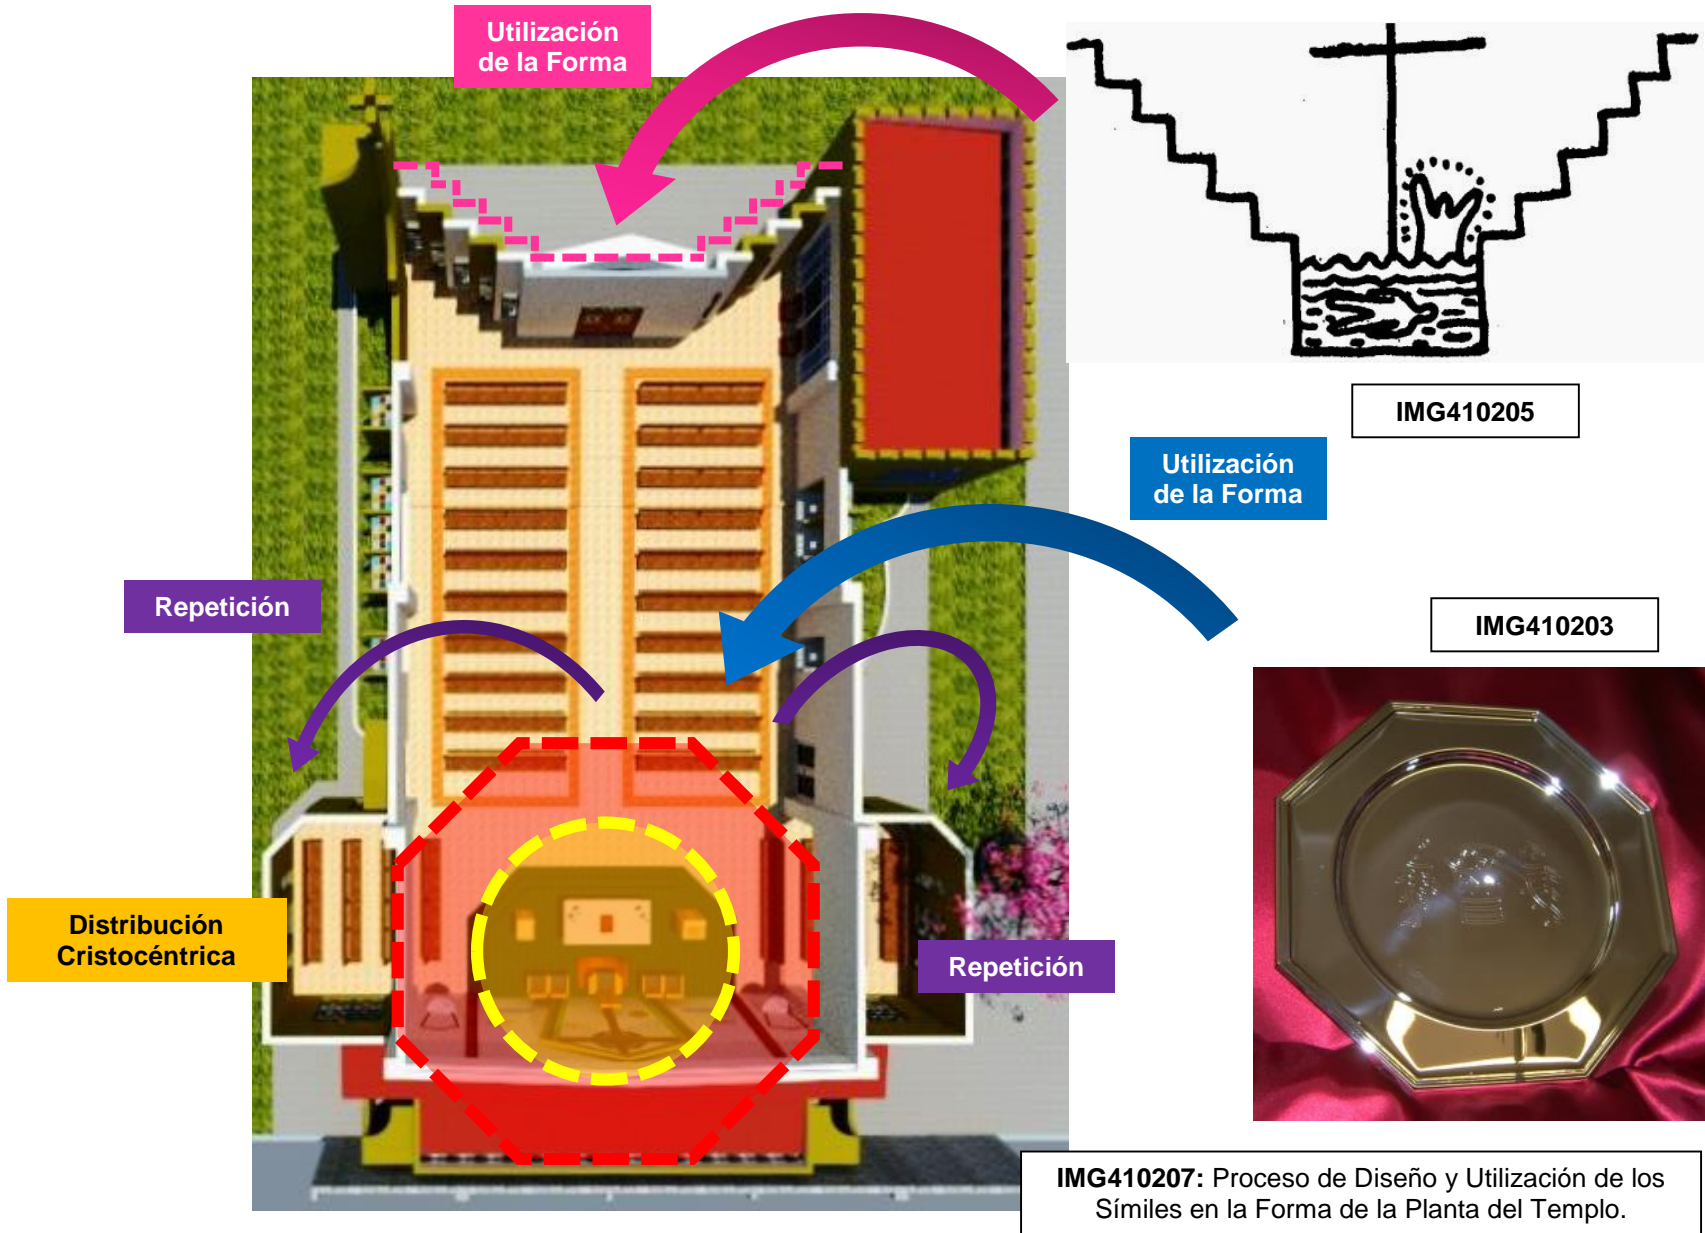 Utilización
de la Forma
IMG410205
Utilización
de la Forma
Repetición
IMG410203
Distribución
Cristocéntrica
Repetición
IMG410207: Proceso de Diseño y Utilización de los
Símiles en la Forma de la Planta del Templo.